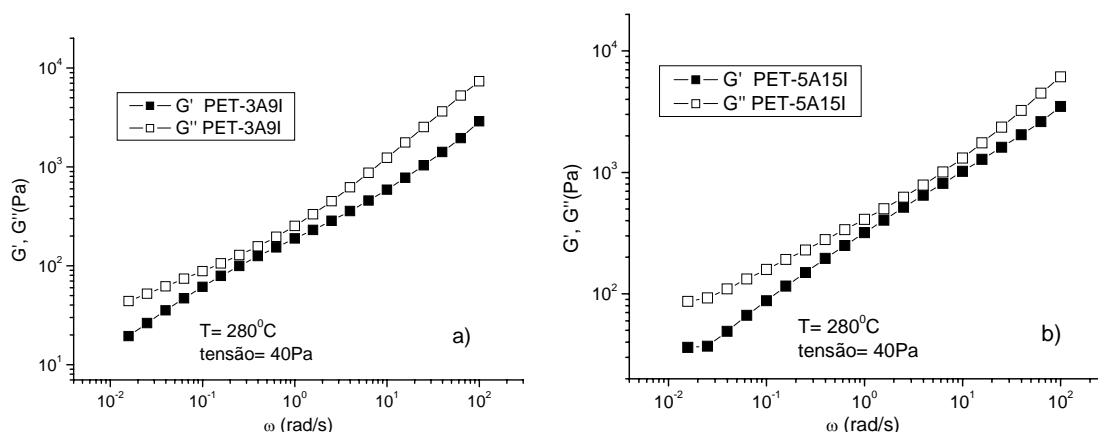 10⁴
10³
10²
10¹
G', G''(Pa)
G' PET-3A9I
G'' PET-3A9I
T= 280⁰C
tensão= 40Pa
a)
10⁻² 10⁻¹ 10⁰ 10¹ 10²
ω (rad/s)
10⁴
10³
10²
G', G''(Pa)
G' PET-5A15I
G'' PET-5A15I
T= 280⁰C
tensão= 40Pa
b)
10⁻² 10⁻¹ 10⁰ 10¹ 10²
ω (rad/s)